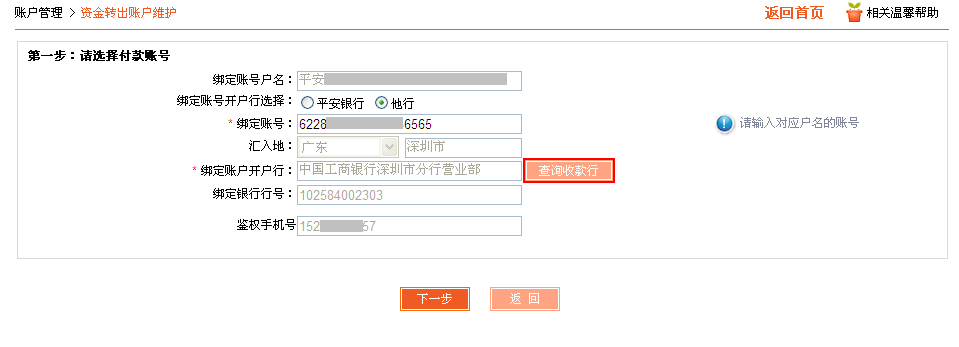 账户管理 > 资金转出账户维护
返回首页
相关温馨帮助
第一步：请选择付款账号
绑定账号户名： 平安
绑定账号开户行选择： 平安银行 他行
* 绑定账号： 6228 6565
请输入对应户名的账号
汇入地： 广东 深圳市
* 绑定账户开户行： 中国工商银行深圳市分行营业部 查询收款行
绑定银行行号： 102584002303
鉴权手机号 152 57
下一步 返 回